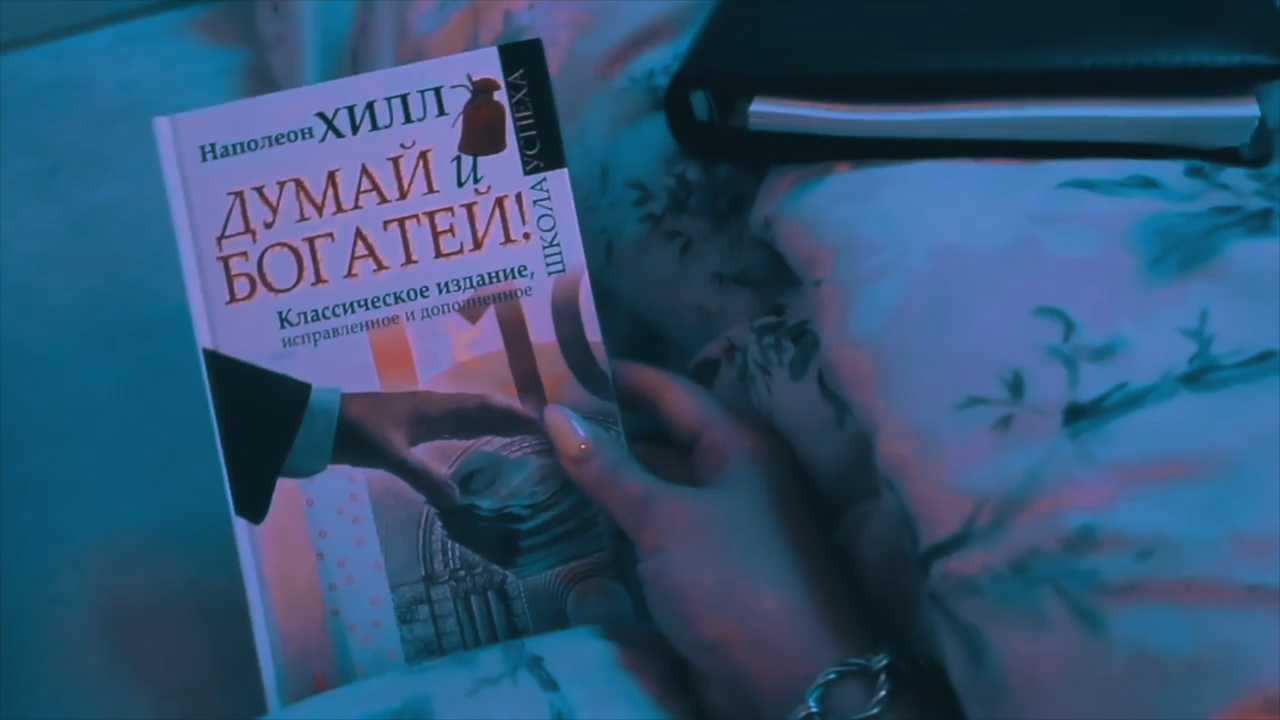 Наполеон ХИЛЛ
ДУМАЙ и
БОГАТЕЙ!
Классическое издание,
исправленное и дополненное
ШКОЛА УСПЕХА